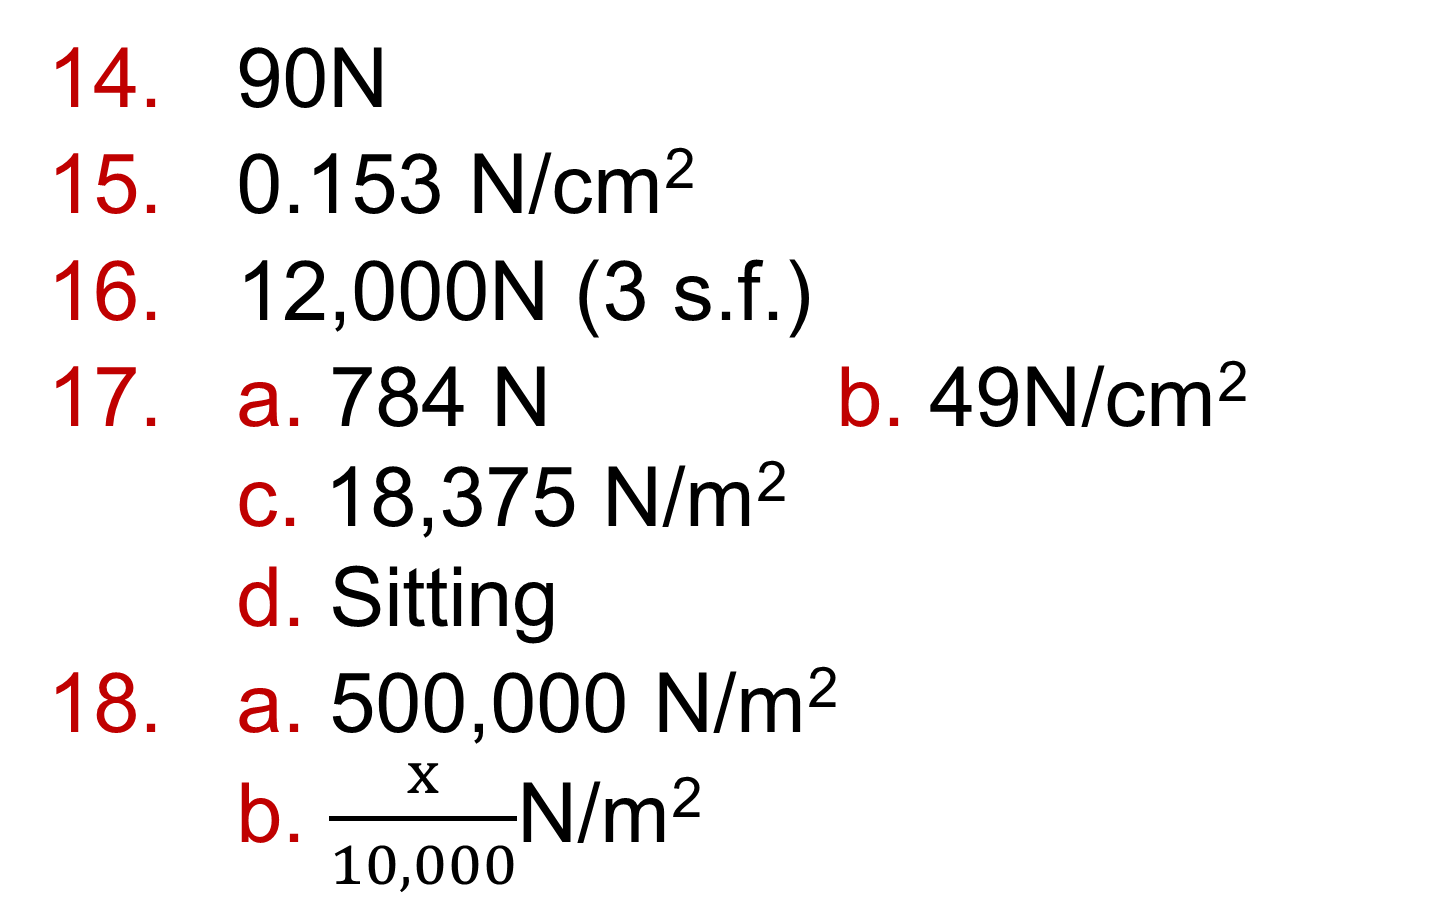 14. 90N
15. 0.153 N/cm²
16. 12,000N (3 s.f.)
17. a. 784 N b. 49N/cm²
c. 18,375 N/m²
d. Sitting
18. a. 500,000 N/m²
b. x/10,000 N/m²